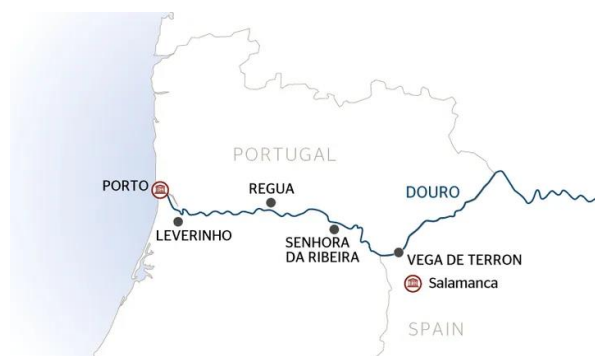 PORTUGAL
PORTO
REGUA
DOURO
LEVERINHO
SENHORA
DA RIBEIRA
VEGA DE TERRON
Salamanca
SPAIN